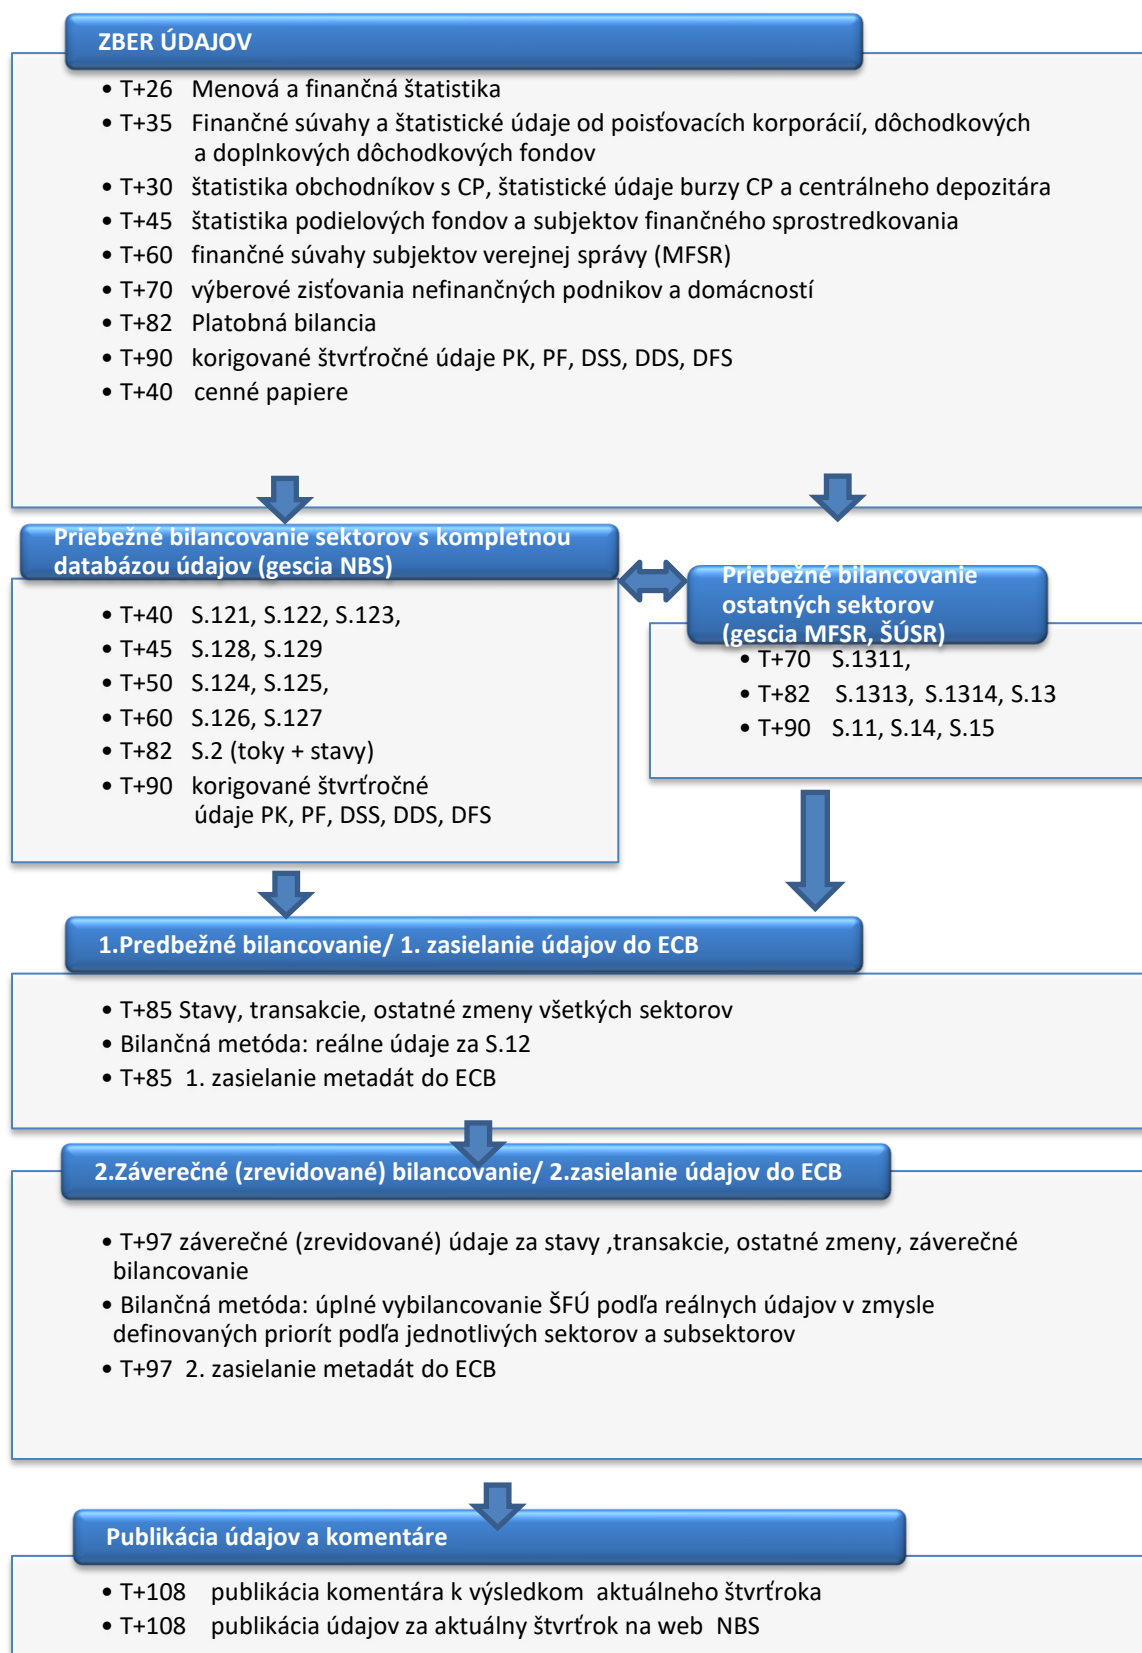 ZBER ÚDAJOV
• T+26 Menová a finančná štatistika
• T+35 Finančné súvahy a štatistické údaje od poisťovacích korporácií, dôchodkových
a doplnkových dôchodkových fondov
• T+30 štatistika obchodníkov s CP, štatistické údaje burzy CP a centrálneho depozitára
• T+45 štatistika podielových fondov a subjektov finančného sprostredkovania
• T+60 finančné súvahy subjektov verejnej správy (MFSR)
• T+70 výberové zisťovania nefinančných podnikov a domácností
• T+82 Platobná bilancia
• T+90 korigované štvrťročné údaje PK, PF, DSS, DDS, DFS
• T+40 cenné papiere
Priebežné bilancovanie sektorov s kompletnou
databázou údajov (gescia NBS)
• T+40 S.121, S.122, S.123,
• T+45 S.128, S.129
• T+50 S.124, S.125,
• T+60 S.126, S.127
• T+82 S.2 (toky + stavy)
• T+90 korigované štvrťročné
údaje PK, PF, DSS, DDS, DFS
Priebežné bilancovanie
ostatných sektorov
(gescia MFSR, ŠÚSR)
• T+70 S.1311,
• T+82 S.1313, S.1314, S.13
• T+90 S.11, S.14, S.15
1.Predbežné bilancovanie/ 1. zasielanie údajov do ECB
• T+85 Stavy, transakcie, ostatné zmeny všetkých sektorov
• Bilančná metóda: reálne údaje za S.12
• T+85 1. zasielanie metadát do ECB
2.Záverečné (zrevidované) bilancovanie/ 2.zasielanie údajov do ECB
• T+97 záverečné (zrevidované) údaje za stavy ,transakcie, ostatné zmeny, záverečné
bilancovanie
• Bilančná metóda: úplné vybilancovanie ŠFÚ podľa reálnych údajov v zmysle
definovaných priorít podľa jednotlivých sektorov a subsektorov
• T+97 2. zasielanie metadát do ECB
Publikácia údajov a komentáre
• T+108 publikácia komentára k výsledkom aktuálneho štvrťroka
• T+108 publikácia údajov za aktuálny štvrťrok na web NBS